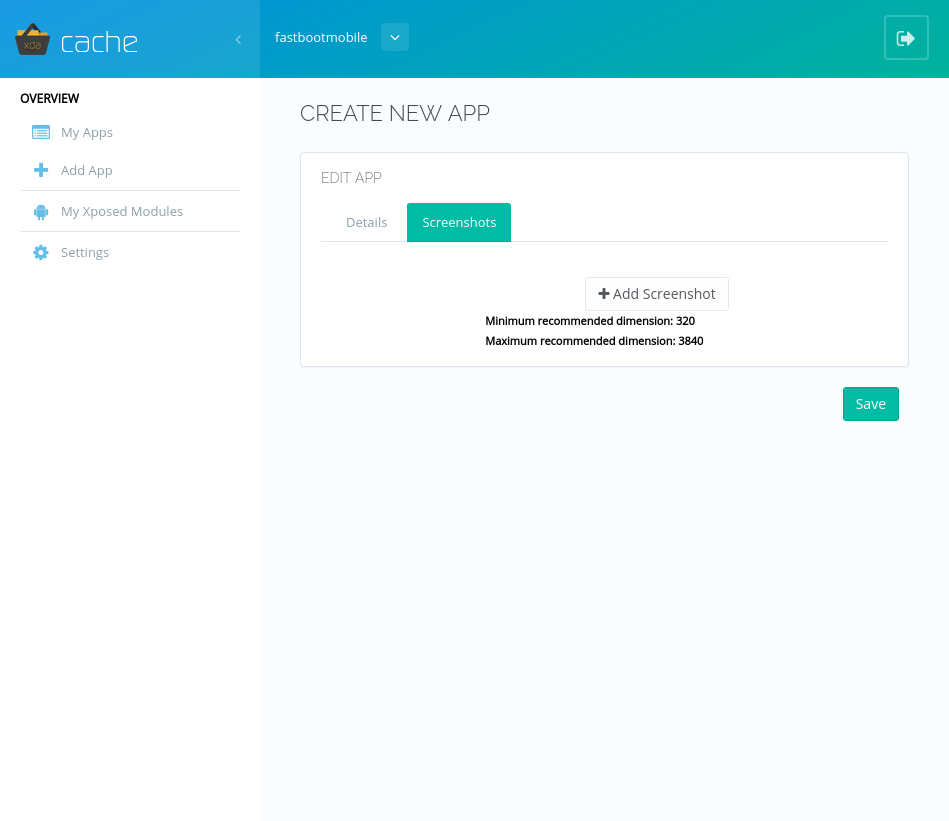 xda
cache
fastbootmobile
OVERVIEW
My Apps
Add App
My Xposed Modules
Settings
CREATE NEW APP
EDIT APP
Details
Screenshots
Add Screenshot
Minimum recommended dimension: 320
Maximum recommended dimension: 3840
Save